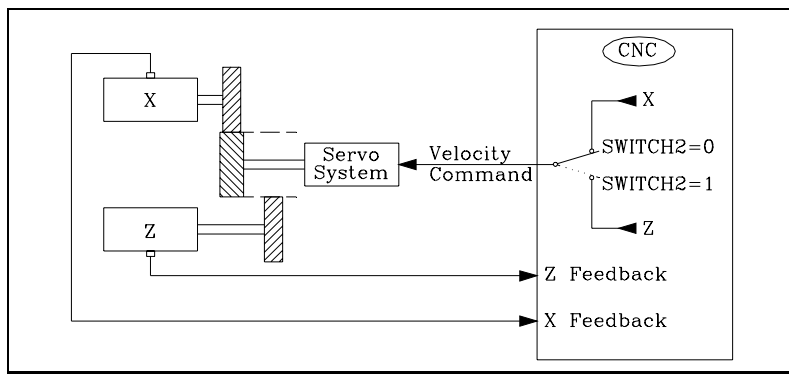 CNC
X
X
SWITCH2=0
Servo
System
Velocity
Command
SWITCH2=1
Z
Z
Z Feedback
X Feedback